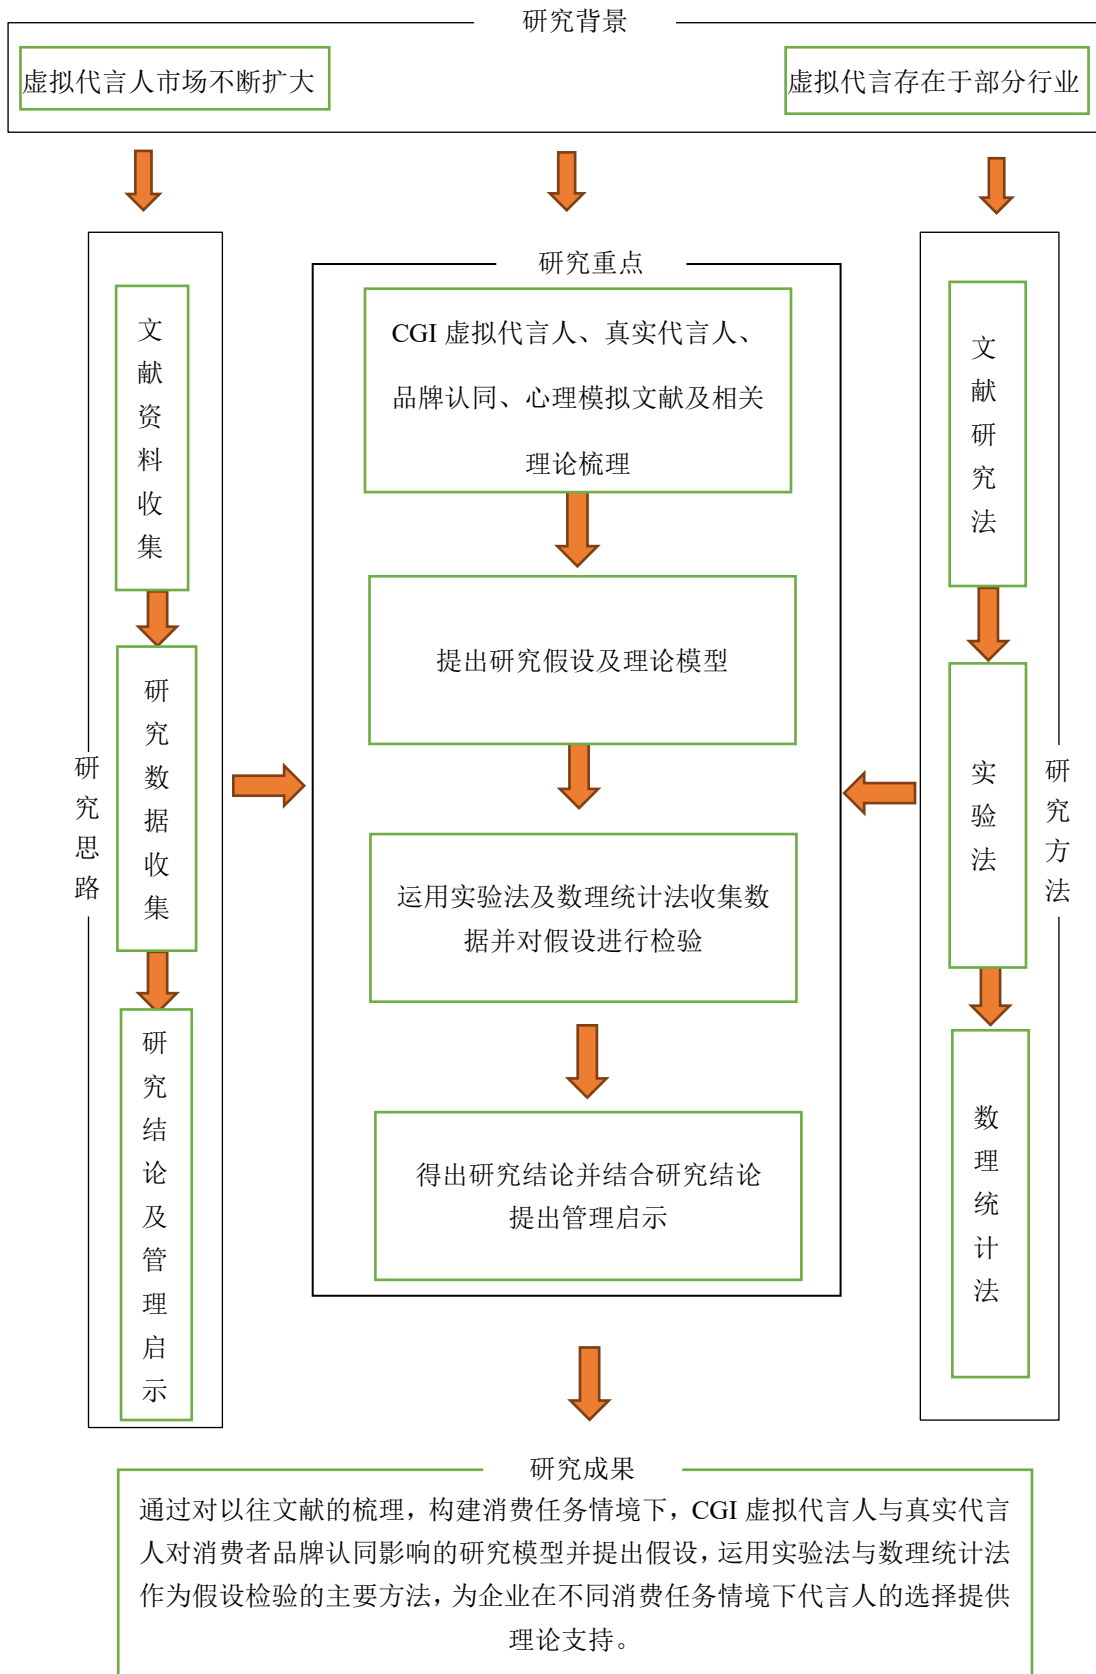 研究背景
虚拟代言人市场不断扩大
虚拟代言存在于部分行业
研究思路
文献资料收集
研究数据收集
研究结论及管理启示
研究重点
CGI 虚拟代言人、真实代言人、
品牌认同、心理模拟文献及相关
理论梳理
提出研究假设及理论模型
运用实验法及数理统计法收集数
据并对假设进行检验
得出研究结论并结合研究结论
提出管理启示
文献研究法
实验法
数理统计法
研究方法
研究成果
通过对以往文献的梳理，构建消费任务情境下，CGI 虚拟代言人与真实代言
人对消费者品牌认同影响的研究模型并提出假设，运用实验法与数理统计法
作为假设检验的主要方法，为企业在不同消费任务情境下代言人的选择提供
理论支持。